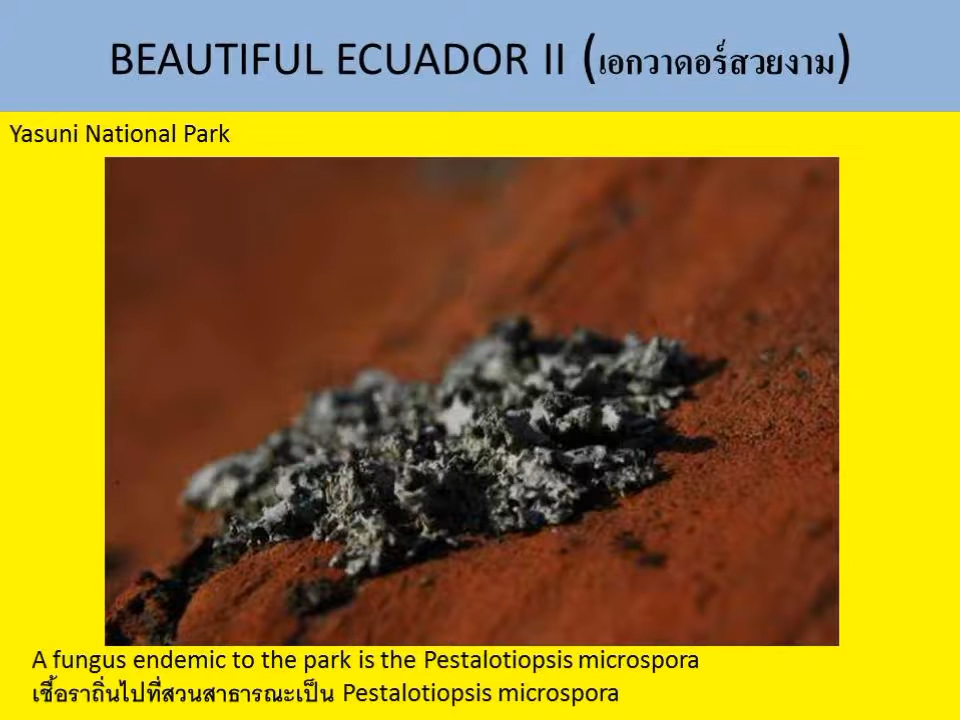 BEAUTIFUL ECUADOR II (เอกวาดอร์สวยงาม)
Yasuni National Park
A fungus endemic to the park is the Pestalotiopsis microspora
เชื้อราถิ่นไปที่สวนสาธารณะเป็น Pestalotiopsis microspora